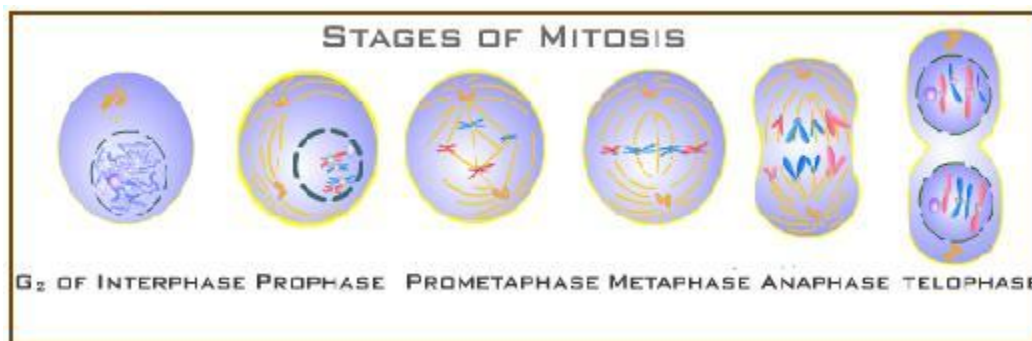 STAGES OF MITOSIS
G₂ OF INTERPHASE PROPHASE PROMETAPHASE METAPHASE ANAPHASE TELOPHASE